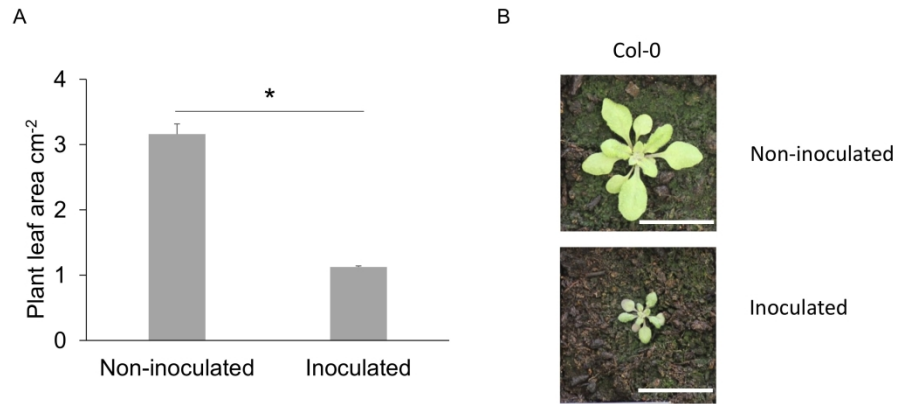 A
B
Col-0
4
3
2
1
0
Plant leaf area cm-2
*
Non-inoculated
Inoculated
Non-inoculated
Inoculated